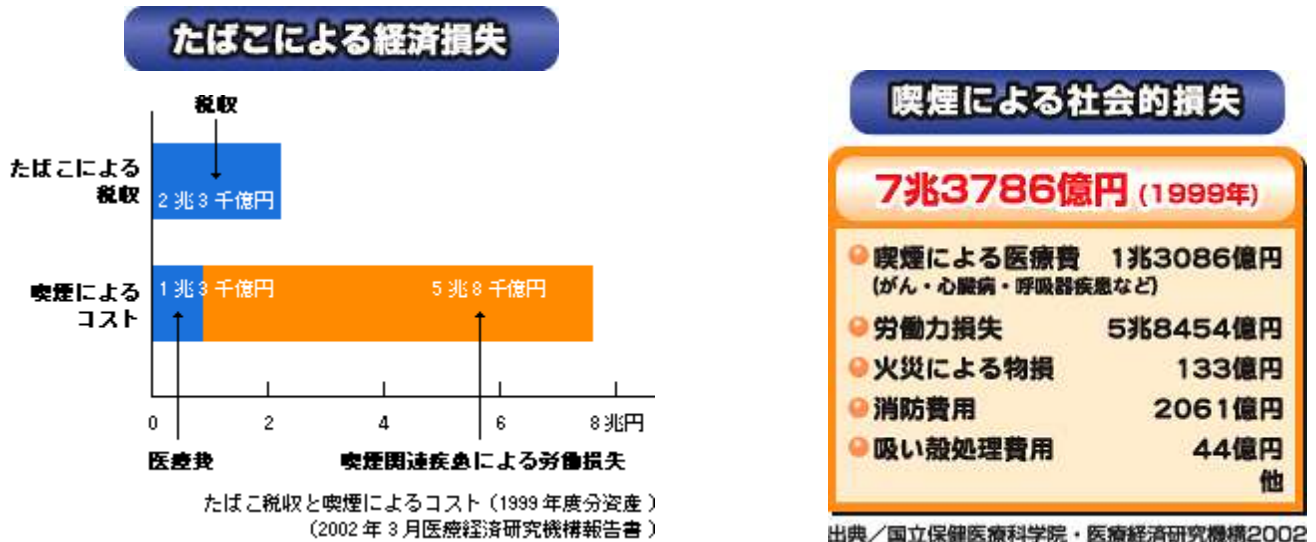 たばこによる経済損失
税収
たばこによる
税収
2兆3千億円
喫煙による
コスト
1兆3千億円
5兆8千億円
0 2 4 6 8兆円
医療費
喫煙関連疾患による労働損失
たばこ税収と喫煙によるコスト（1999年度分資産）
（2002年3月医療経済研究機構報告書）
喫煙による社会的損失
7兆3786億円(1999年)
喫煙による医療費 1兆3086億円
(がん・心臓病・呼吸器疾患など)
労働力損失 5兆8454億円
火災による物損 133億円
消防費用 2061億円
吸い殻処理費用 44億円
他
出典／国立保健医療科学院・医療経済研究機構2002